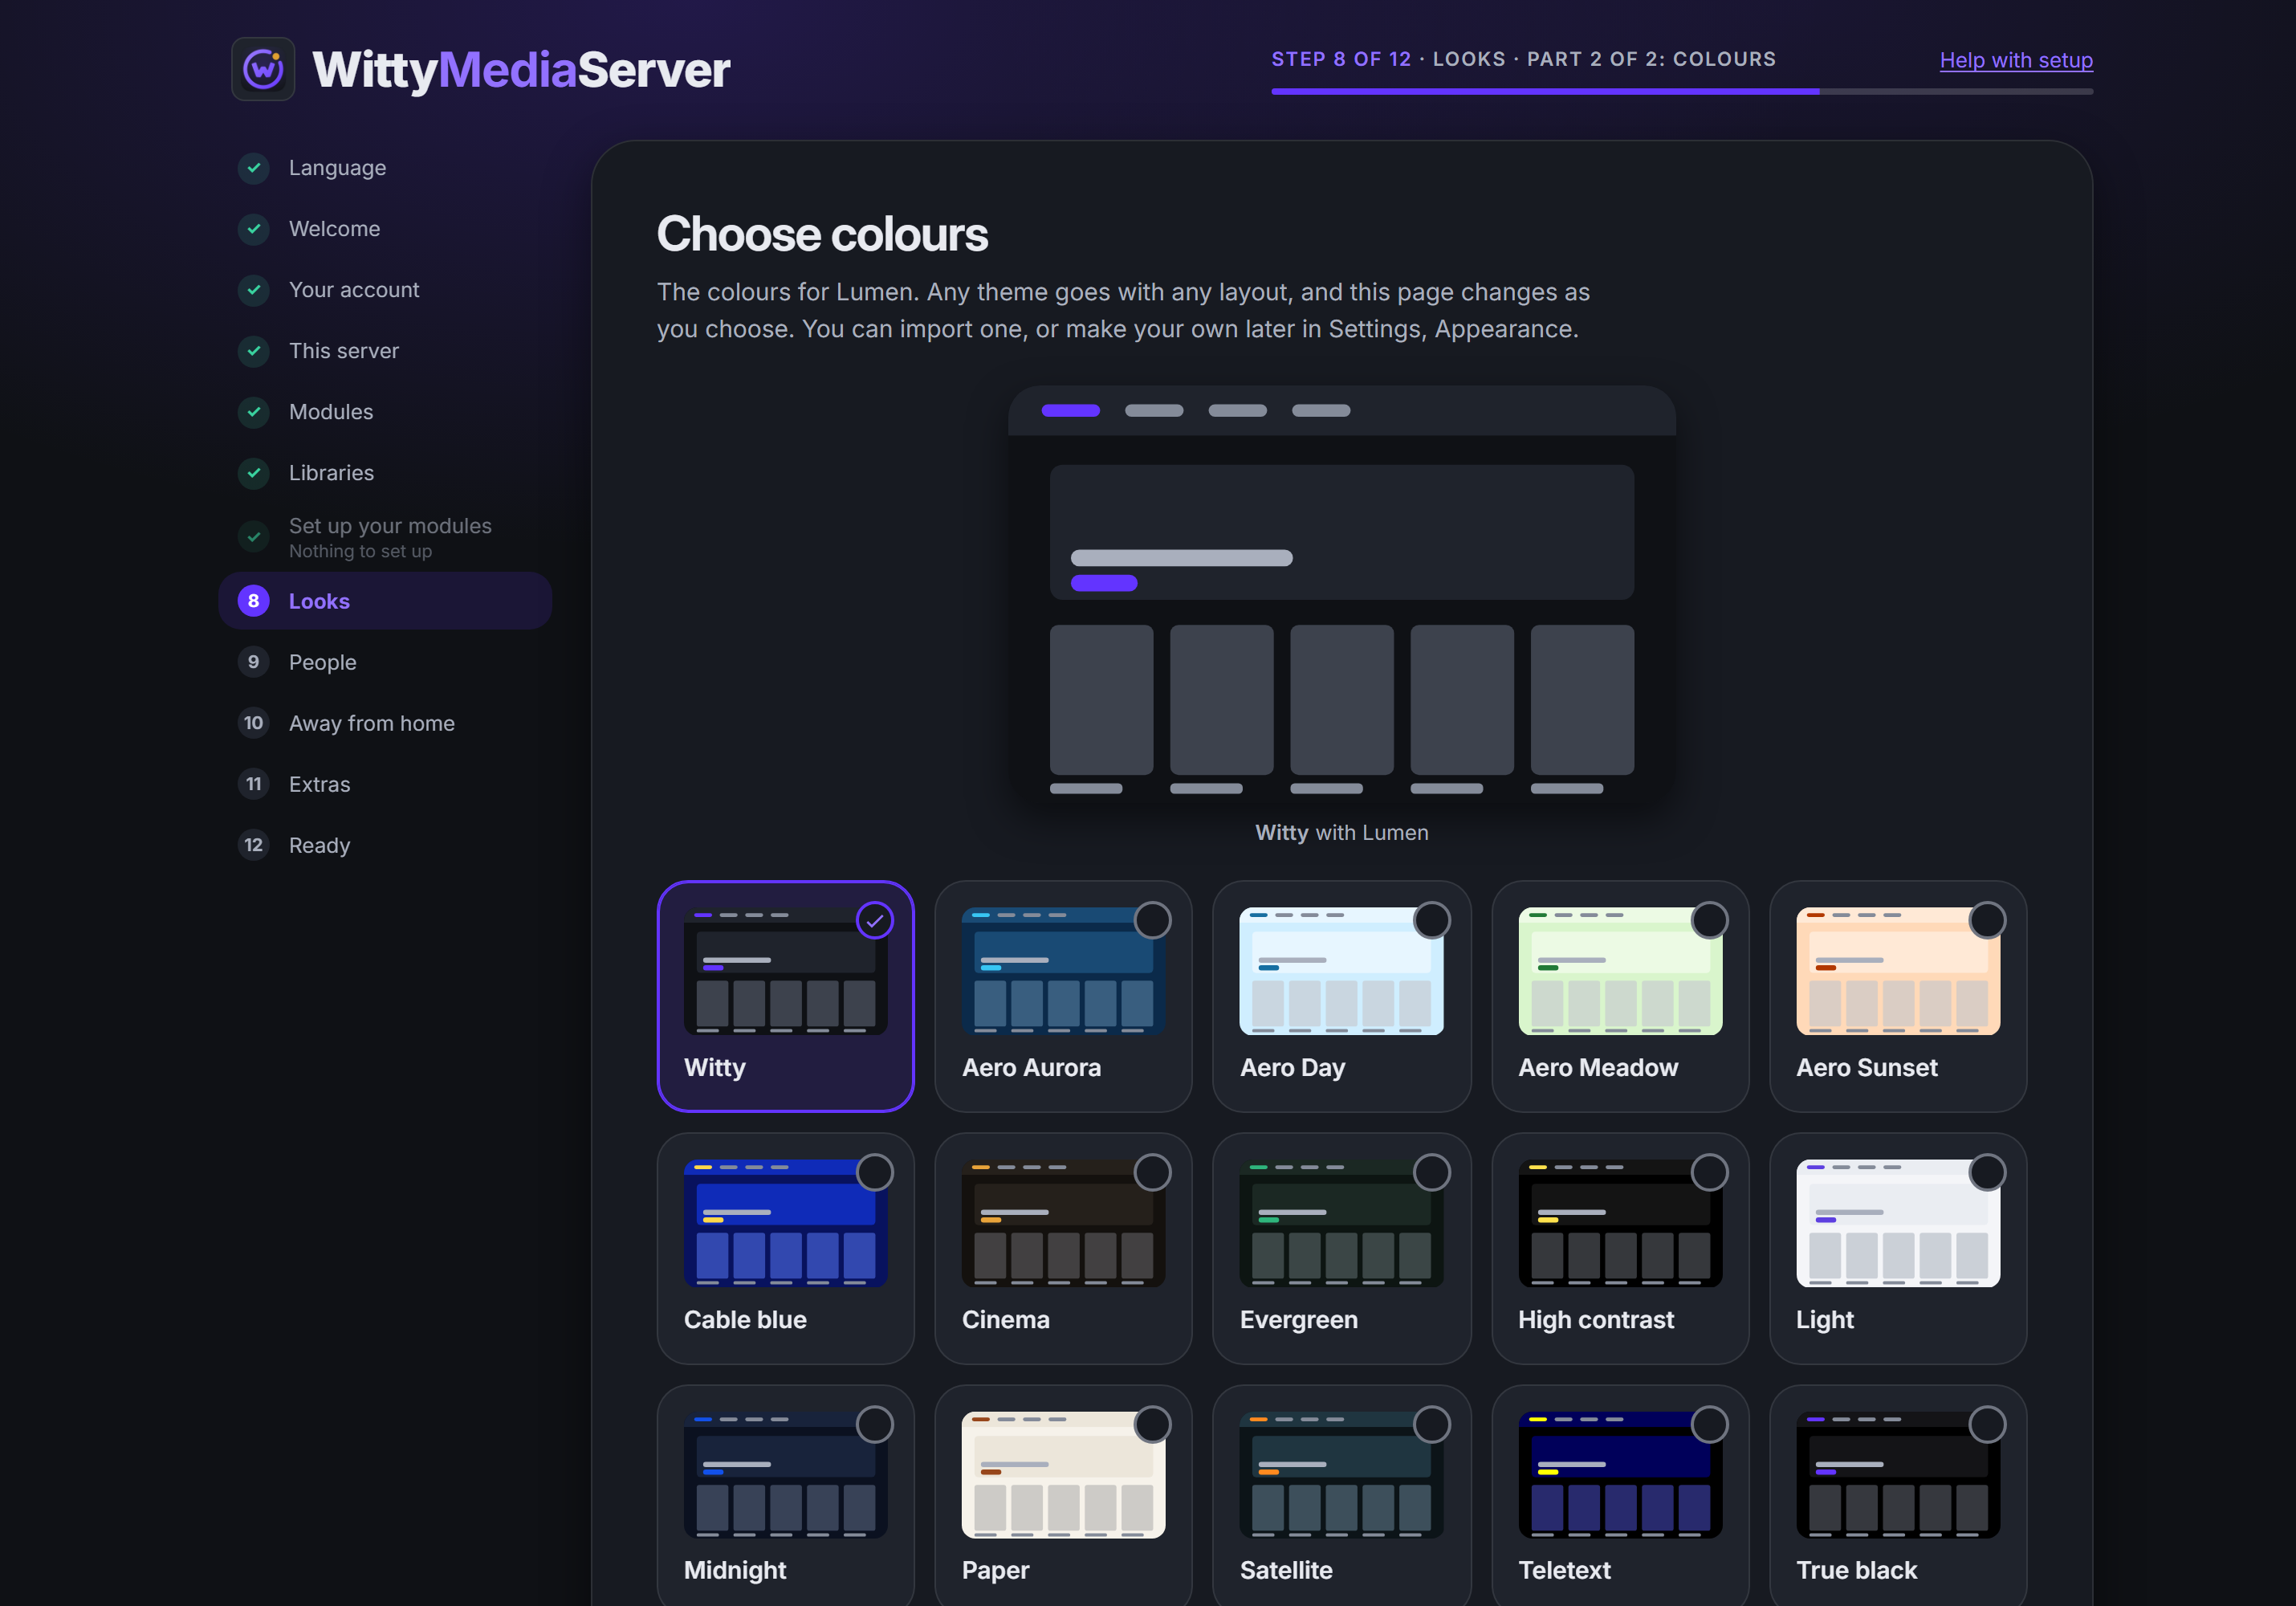 WittyMediaServer
STEP 8 OF 12 · LOOKS · PART 2 OF 2: COLOURS
Help with setup
Language
Welcome
Your account
This server
Modules
Libraries
Set up your modules
Nothing to set up
8 Looks
9 People
10 Away from home
11 Extras
12 Ready
Choose colours
The colours for Lumen. Any theme goes with any layout, and this page changes as
you choose. You can import one, or make your own later in Settings, Appearance.
Witty with Lumen
Witty
Aero Aurora
Aero Day
Aero Meadow
Aero Sunset
Cable blue
Cinema
Evergreen
High contrast
Light
Midnight
Paper
Satellite
Teletext
True black